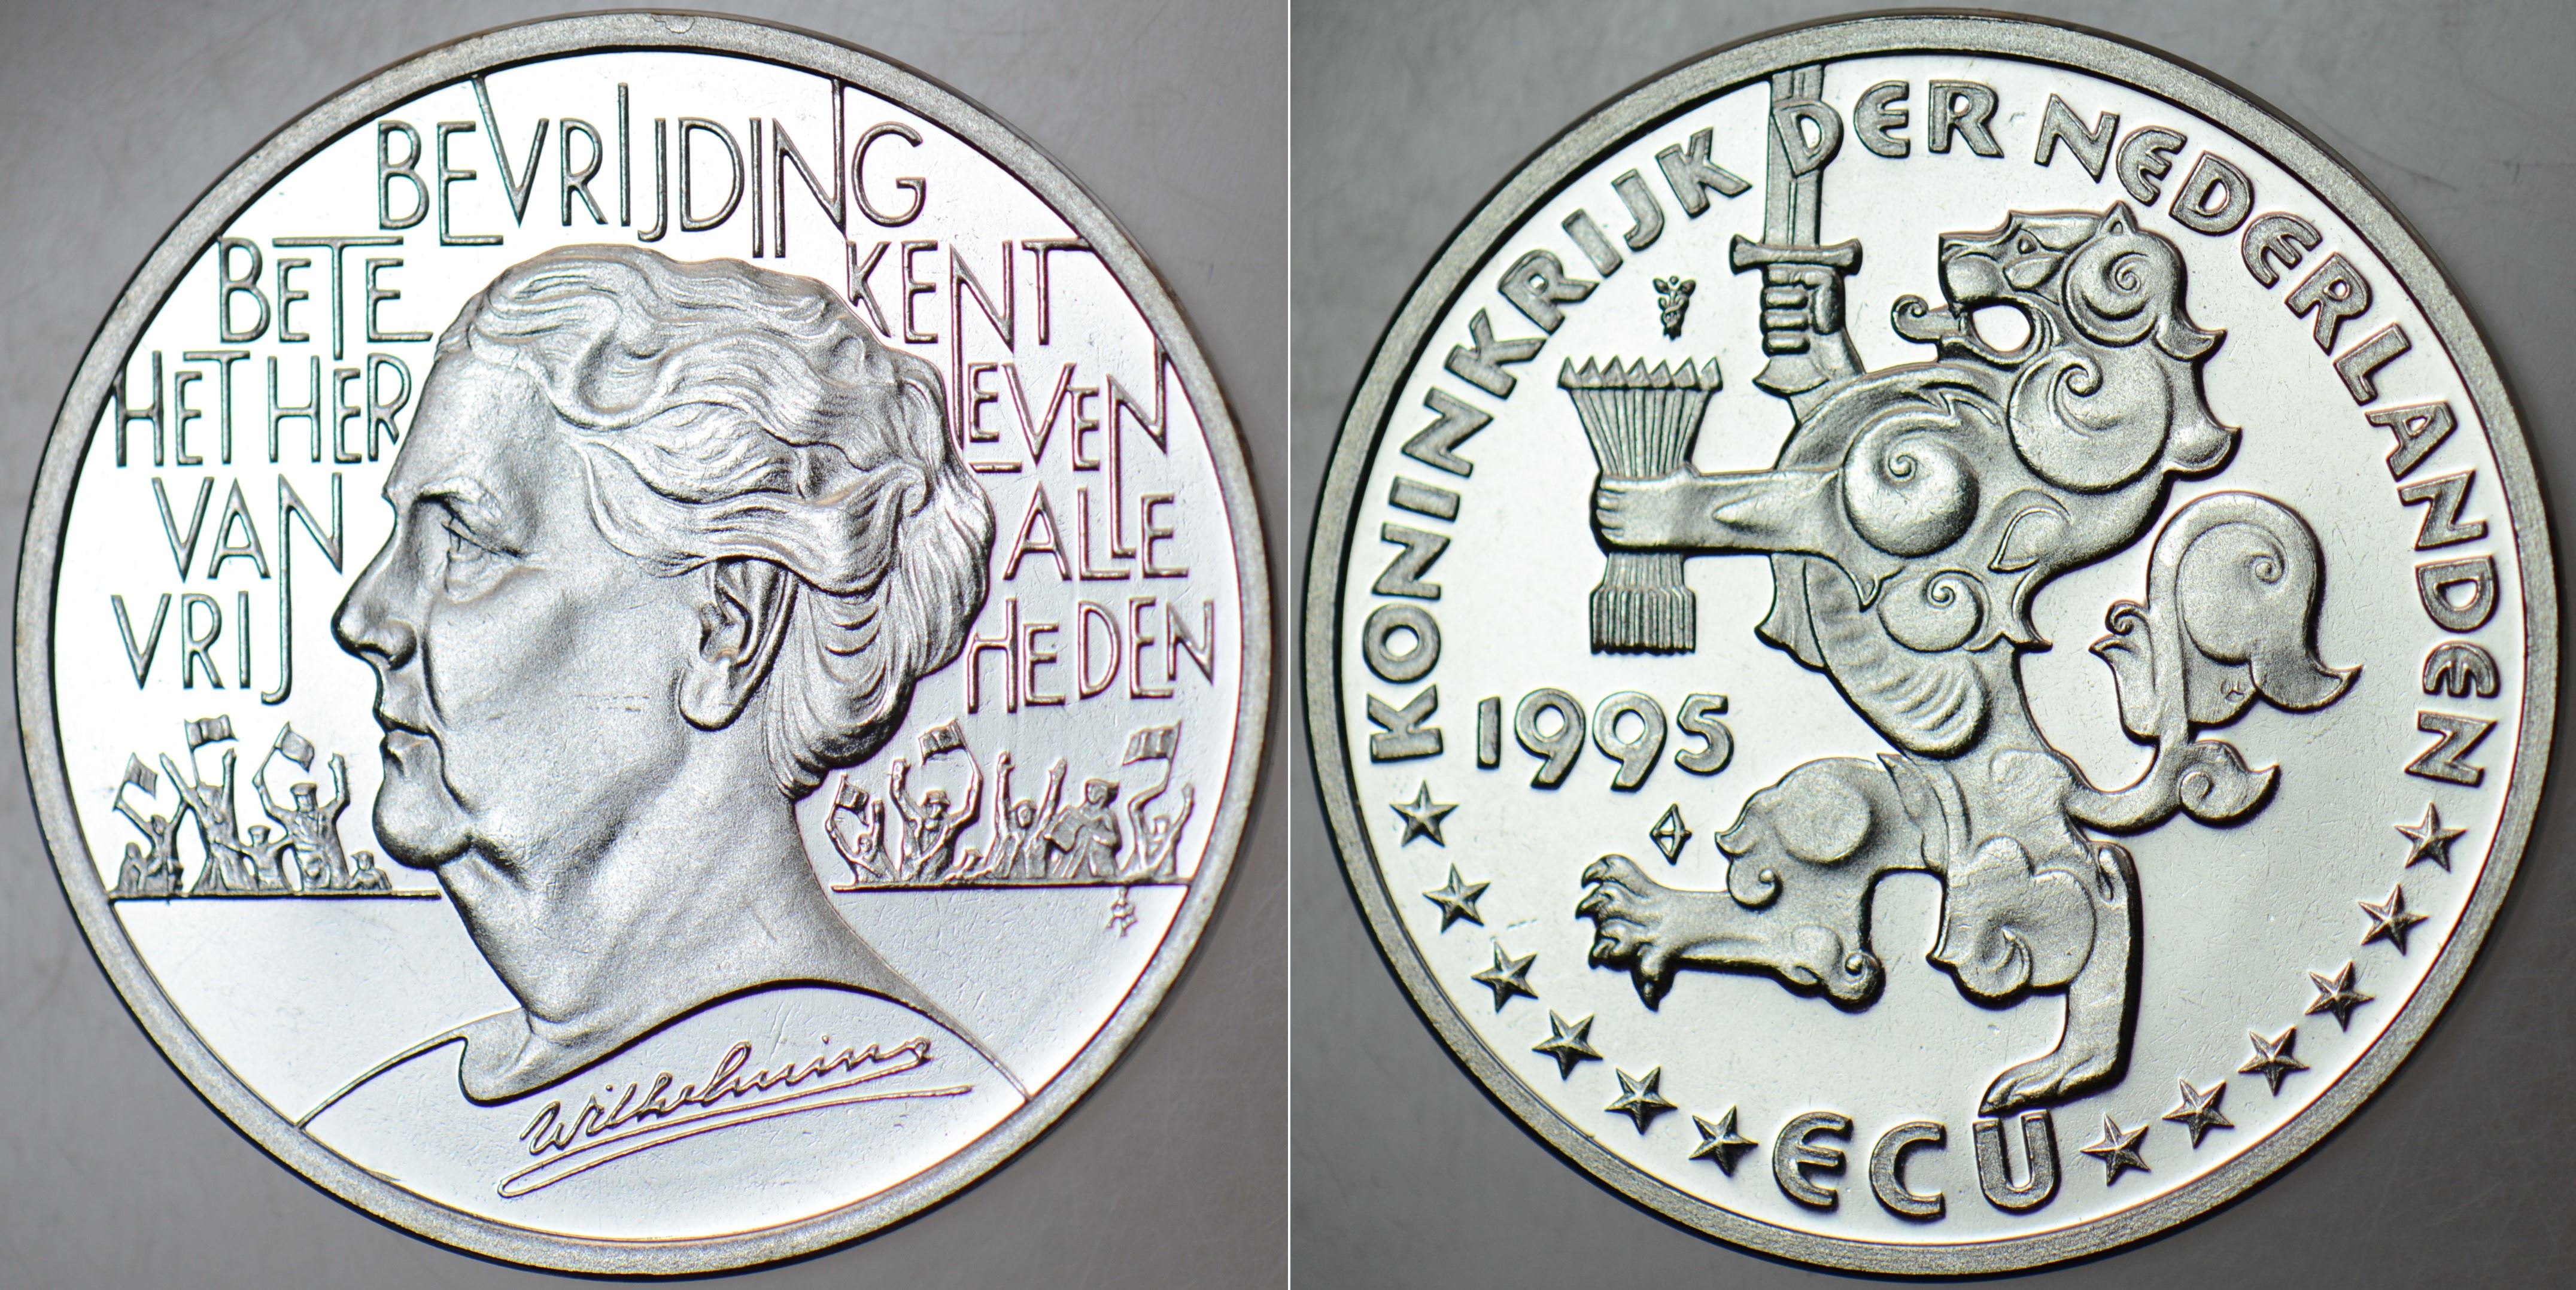 BEVRIJDING
BETE KENT
HET HER LEVEN
VAN ALLE
VRIJ HEDEN
Wilhelmina
KONINKRIJK DER NEDERLANDEN
1995
ECU